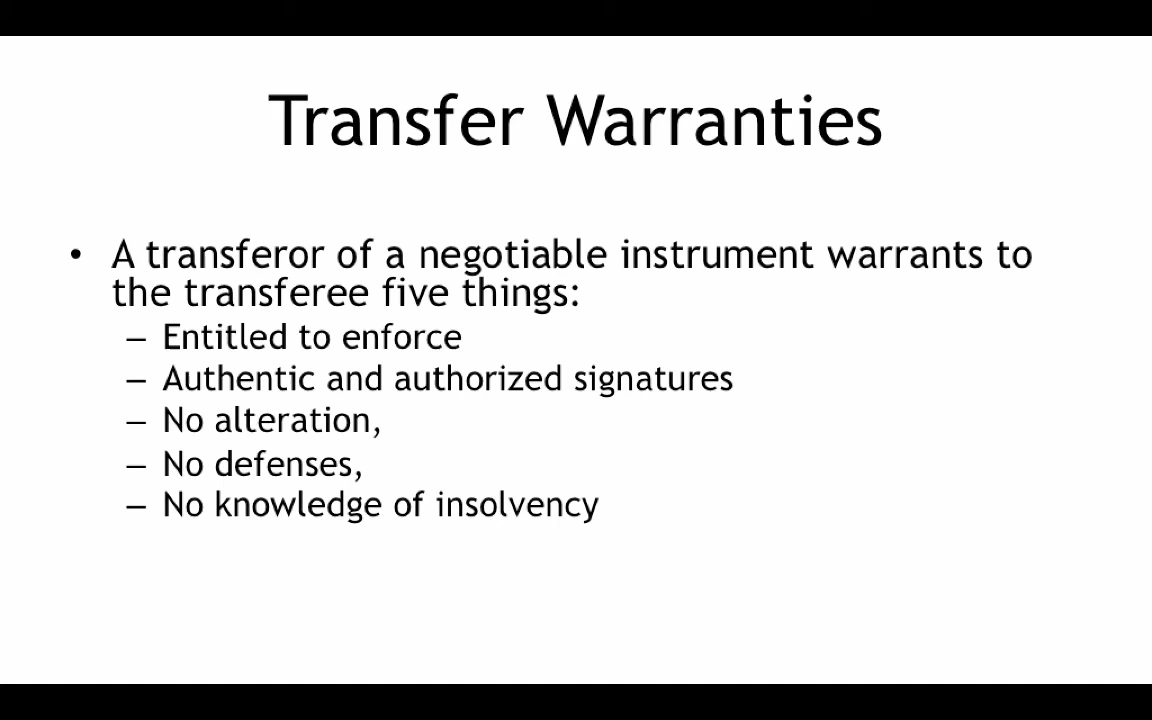 Transfer Warranties
• A transferor of a negotiable instrument warrants to
the transferee five things:
– Entitled to enforce
– Authentic and authorized signatures
– No alteration,
– No defenses,
– No knowledge of insolvency